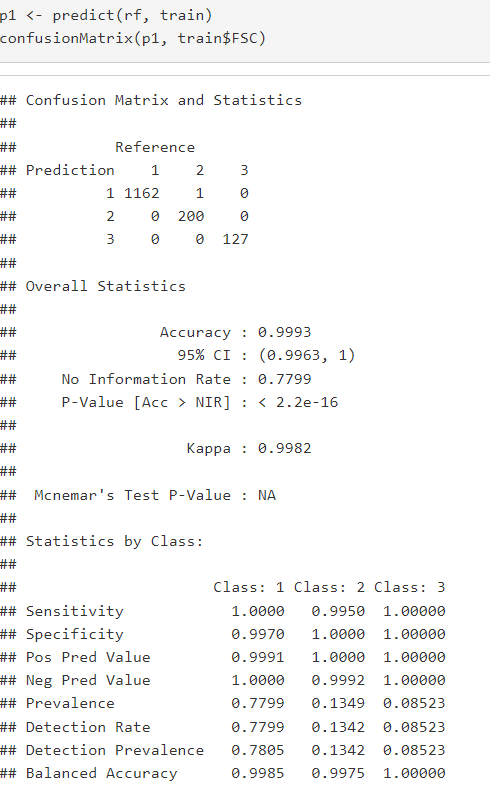 p1 <- predict(rf, train)
confusionMatrix(p1, train$FSC)
## Confusion Matrix and Statistics
##
##           Reference
## Prediction    1    2    3
##          1 1162    1    0
##          2    0  200    0
##          3    0    0  127
##
## Overall Statistics
##
##                Accuracy : 0.9993
##                  95% CI : (0.9963, 1)
##     No Information Rate : 0.7799
##     P-Value [Acc > NIR] : < 2.2e-16
##
##                   Kappa : 0.9982
##
##  Mcnemar's Test P-Value : NA
##
## Statistics by Class:
##
##                      Class: 1 Class: 2 Class: 3
## Sensitivity            1.0000   0.9950  1.00000
## Specificity            0.9970   1.0000  1.00000
## Pos Pred Value         0.9991   1.0000  1.00000
## Neg Pred Value         1.0000   0.9992  1.00000
## Prevalence             0.7799   0.1349  0.08523
## Detection Rate         0.7799   0.1342  0.08523
## Detection Prevalence   0.7805   0.1342  0.08523
## Balanced Accuracy      0.9985   0.9975  1.00000